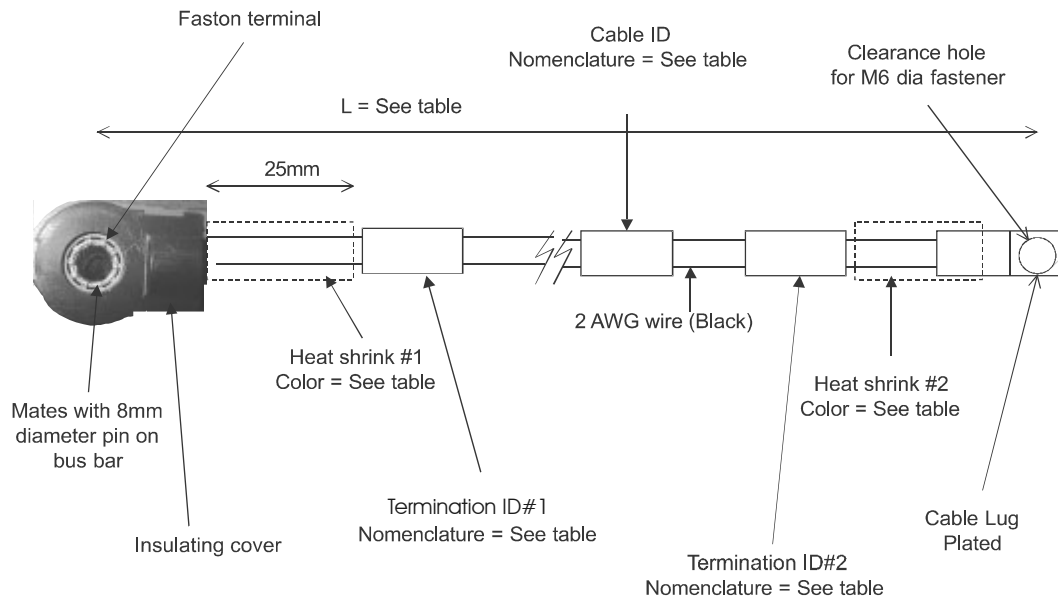 Faston terminal
Cable ID
Nomenclature = See table
Clearance hole
for M6 dia fastener
L = See table
25mm
2 AWG wire (Black)
Heat shrink #1
Color = See table
Heat shrink #2
Color = See table
Mates with 8mm
diameter pin on
bus bar
Termination ID#1
Nomenclature = See table
Insulating cover
Cable Lug
Plated
Termination ID#2
Nomenclature = See table